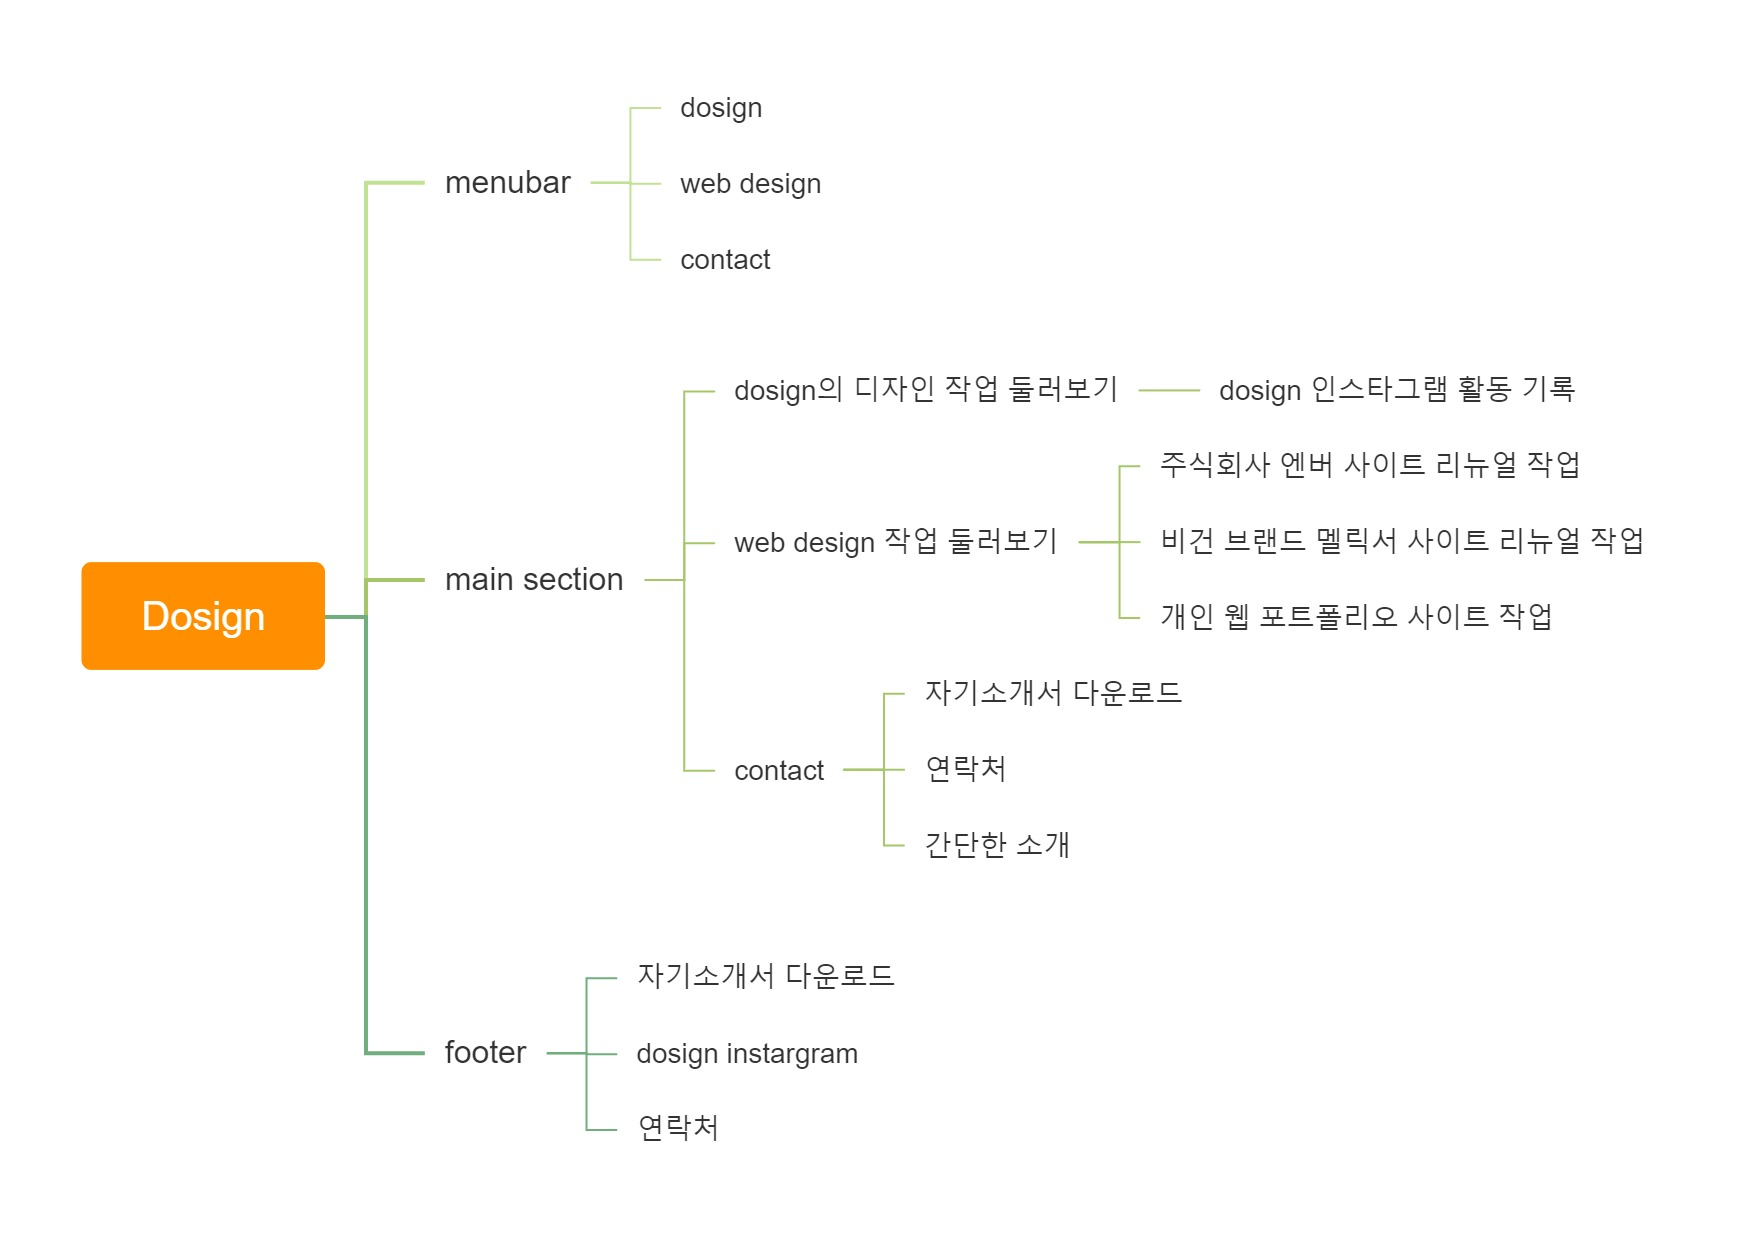 Dosign
menubar
dosign
web design
contact
main section
dosign의 디자인 작업 둘러보기
dosign 인스타그램 활동 기록
web design 작업 둘러보기
주식회사 엔버 사이트 리뉴얼 작업
비건 브랜드 멜릭서 사이트 리뉴얼 작업
개인 웹 포트폴리오 사이트 작업
contact
자기소개서 다운로드
연락처
간단한 소개
footer
자기소개서 다운로드
dosign instargram
연락처